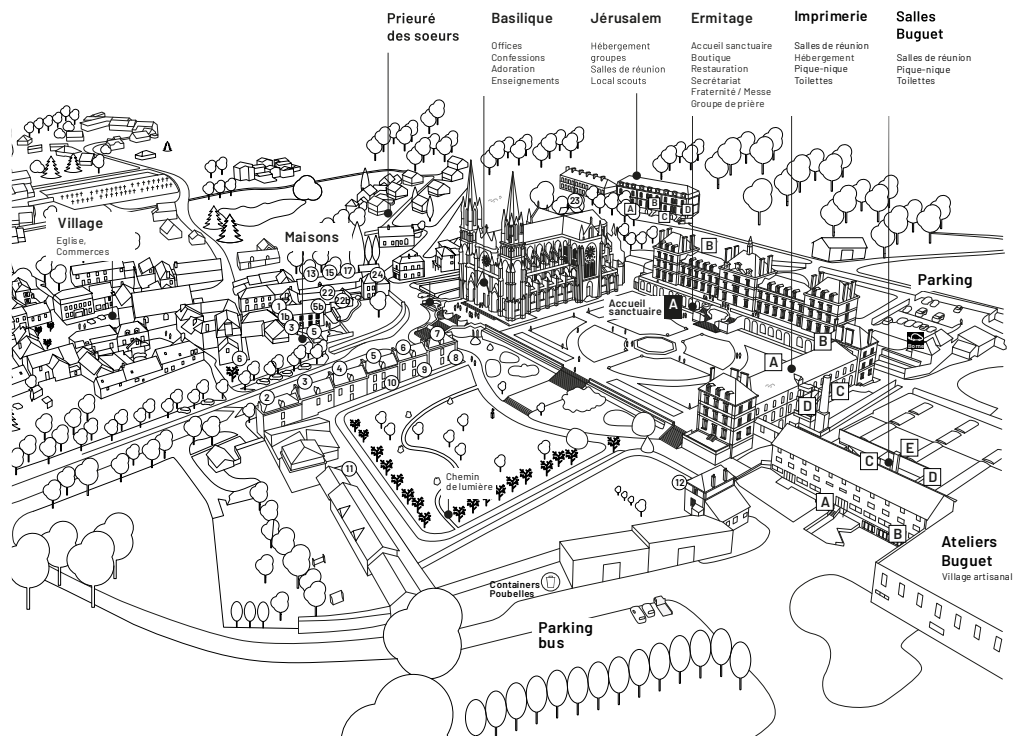 Prieuré
des soeurs
Basilique
Offices
Confessions
Adoration
Enseignements
Jérusalem
Hébergement
groupes
Salles de réunion
Local scouts
Ermitage
Accueil sanctuaire
Boutique
Restauration
Secrétariat
Fraternité / Messe
Groupe de prière
Imprimerie
Salles de réunion
Hébergement
Pique-nique
Toilettes
Salles
Buguet
Salles de réunion
Pique-nique
Toilettes
Village
Eglise,
Commerces
Maisons
13
15
17
24
22
22b
5b
1
1b
3
5
6
23
A
B
C
D
B
Parking
Accueil
sanctuaire
A
B
A
C
D
7
8
9
10
6
5
4
3
2
11
12
Chemin
de lumière
E
C
D
A
B
Ateliers
Buguet
Village artisanal
Containers
Poubelles
Parking
bus